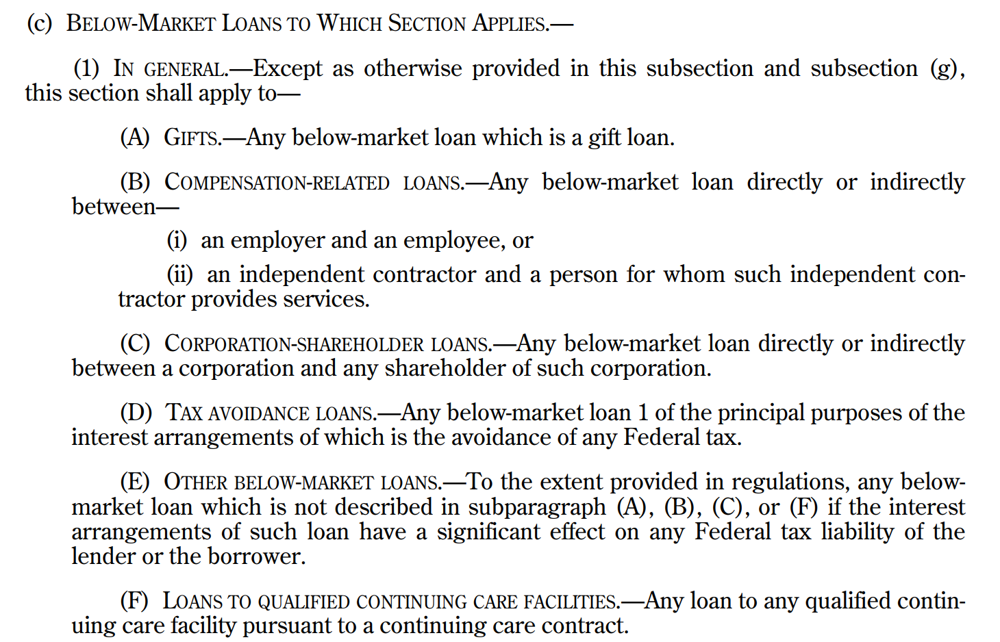 (c) BELOW-MARKET LOANS TO WHICH SECTION APPLIES.—
(1) IN GENERAL.—Except as otherwise provided in this subsection and subsection (g),
this section shall apply to—
(A) GIFTS.—Any below-market loan which is a gift loan.
(B) COMPENSATION-RELATED LOANS.—Any below-market loan directly or indirectly
between—
(i) an employer and an employee, or
(ii) an independent contractor and a person for whom such independent con-
tractor provides services.
(C) CORPORATION-SHAREHOLDER LOANS.—Any below-market loan directly or indirectly
between a corporation and any shareholder of such corporation.
(D) TAX AVOIDANCE LOANS.—Any below-market loan 1 of the principal purposes of the
interest arrangements of which is the avoidance of any Federal tax.
(E) OTHER BELOW-MARKET LOANS.—To the extent provided in regulations, any below-
market loan which is not described in subparagraph (A), (B), (C), or (F) if the interest
arrangements of such loan have a significant effect on any Federal tax liability of the
lender or the borrower.
(F) LOANS TO QUALIFIED CONTINUING CARE FACILITIES.—Any loan to any qualified contin-
uing care facility pursuant to a continuing care contract.